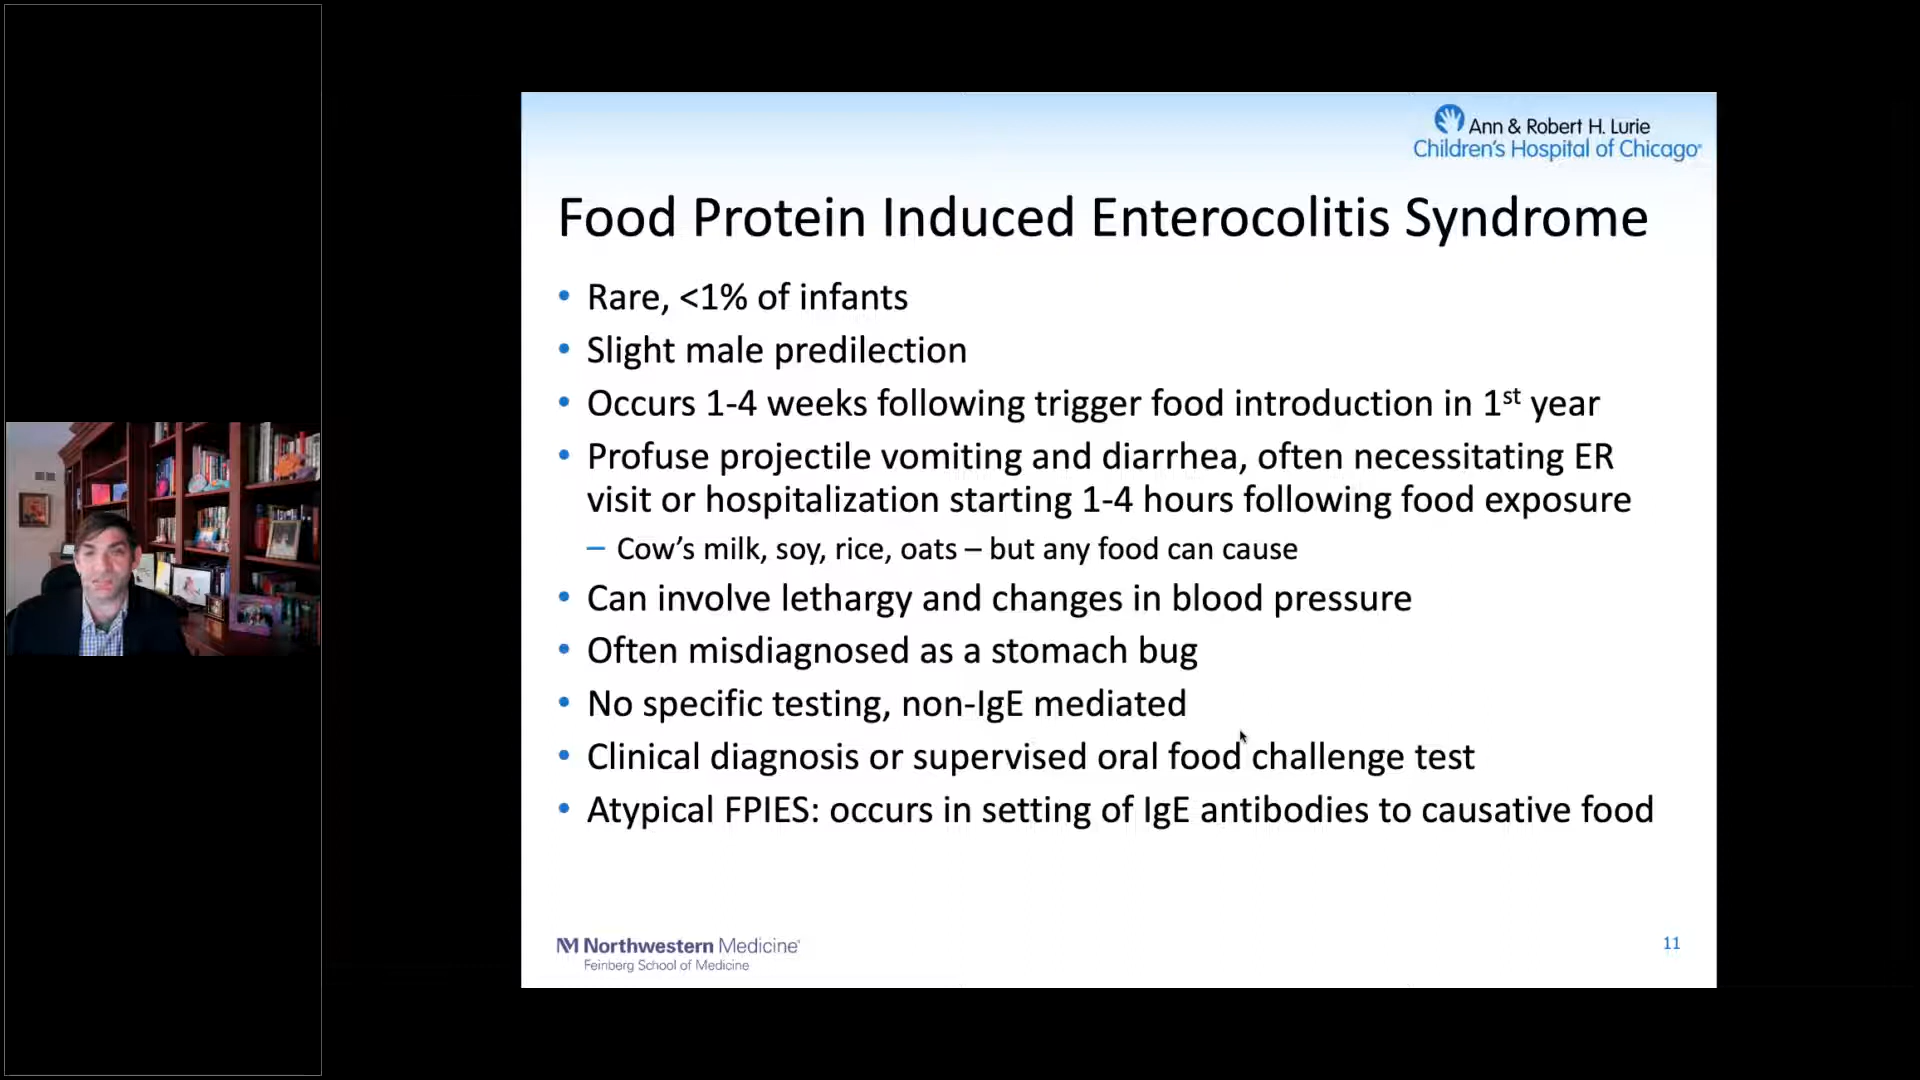 Ann & Robert H. Lurie
Children's Hospital of Chicago
Food Protein Induced Enterocolitis Syndrome
• Rare, <1% of infants
• Slight male predilection
• Occurs 1-4 weeks following trigger food introduction in 1st year
• Profuse projectile vomiting and diarrhea, often necessitating ER
visit or hospitalization starting 1-4 hours following food exposure
– Cow's milk, soy, rice, oats – but any food can cause
• Can involve lethargy and changes in blood pressure
• Often misdiagnosed as a stomach bug
• No specific testing, non-IgE mediated
• Clinical diagnosis or supervised oral food challenge test
• Atypical FPIES: occurs in setting of IgE antibodies to causative food
NM Northwestern Medicine
Feinberg School of Medicine
11